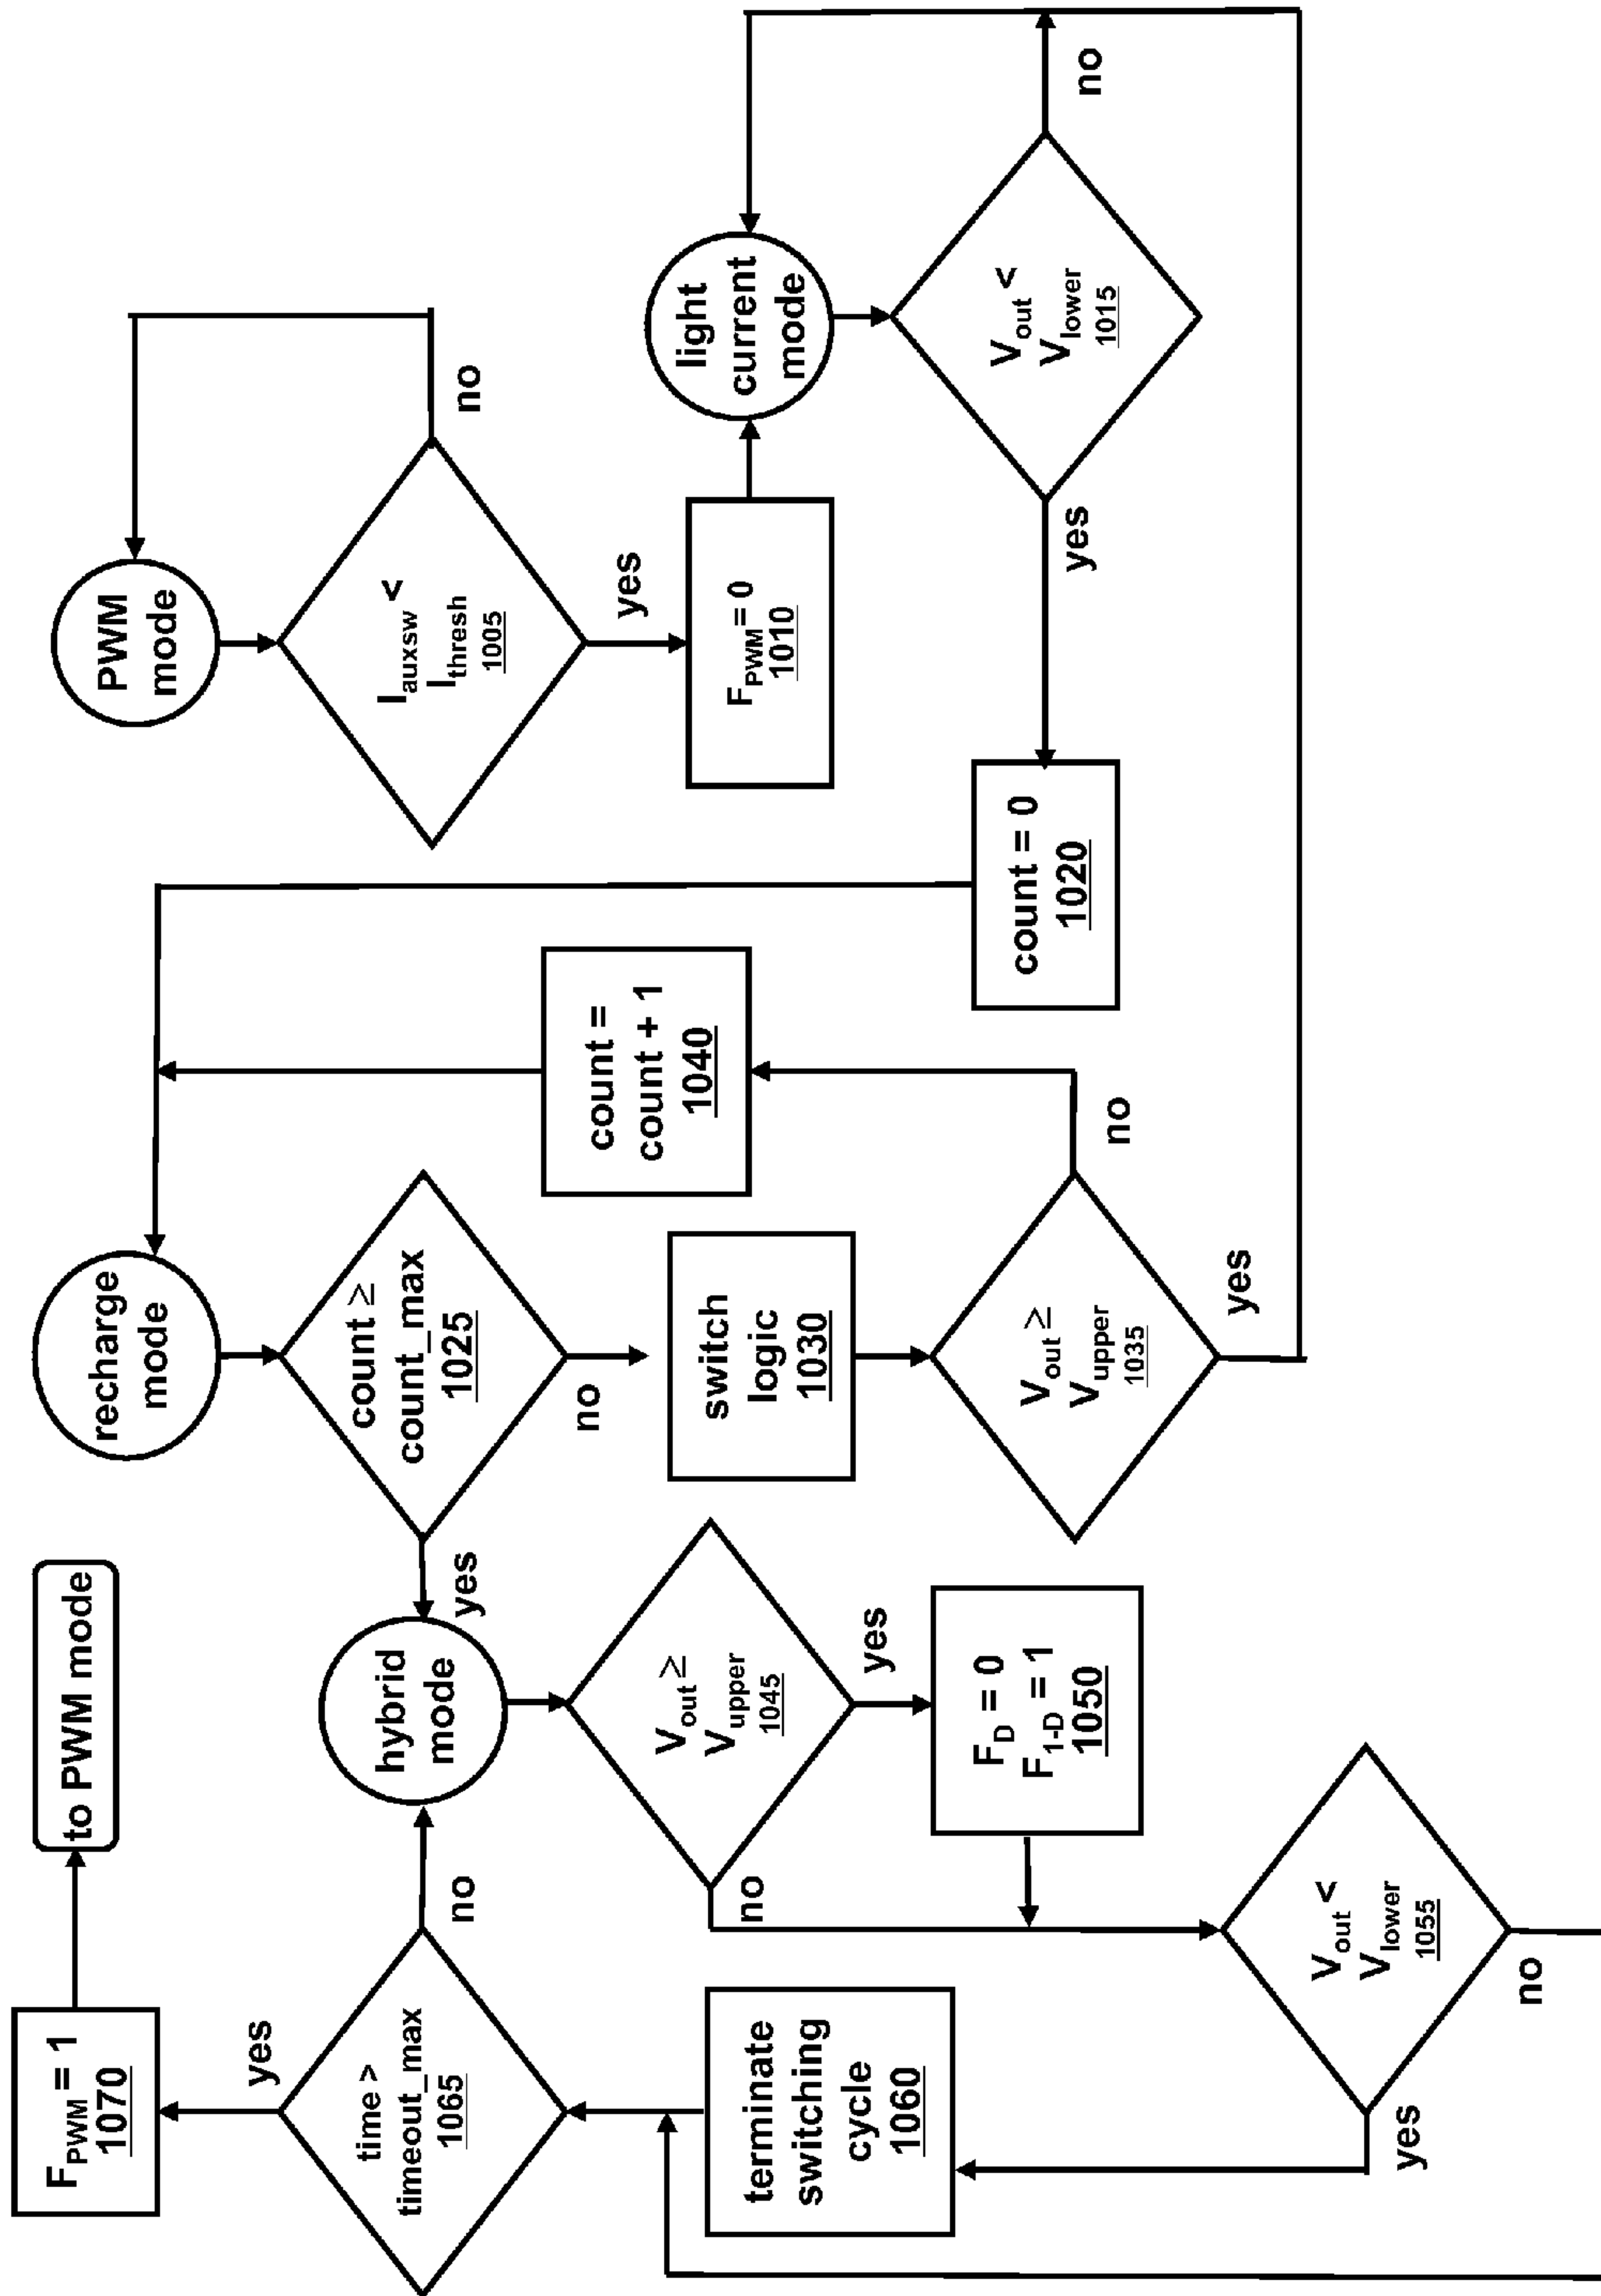 PWM
mode
I_auxsw <
I_thresh
1005
no
yes
F_PWM = 0
1010
light
current
mode
V_out <
V_lower
1015
no
yes
count = 0
1020
recharge
mode
count ≥
count_max
1025
yes
no
switch
logic
1030
V_out ≥
V_upper
1035
no
yes
count =
count + 1
1040
hybrid
mode
V_out ≥
V_upper
1045
no
yes
F_D = 0
F_1-D = 1
1050
V_out <
V_lower
1055
yes
no
terminate
switching
cycle
1060
time >
timeout_max
1065
no
yes
F_PWM = 1
1070
to PWM mode